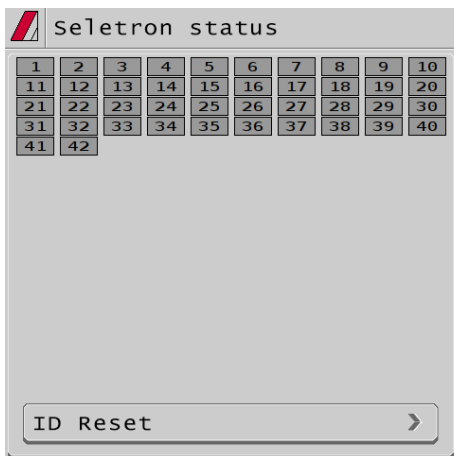 Seletron status
1 2 3 4 5 6 7 8 9 10
11 12 13 14 15 16 17 18 19 20
21 22 23 24 25 26 27 28 29 30
31 32 33 34 35 36 37 38 39 40
41 42
ID Reset